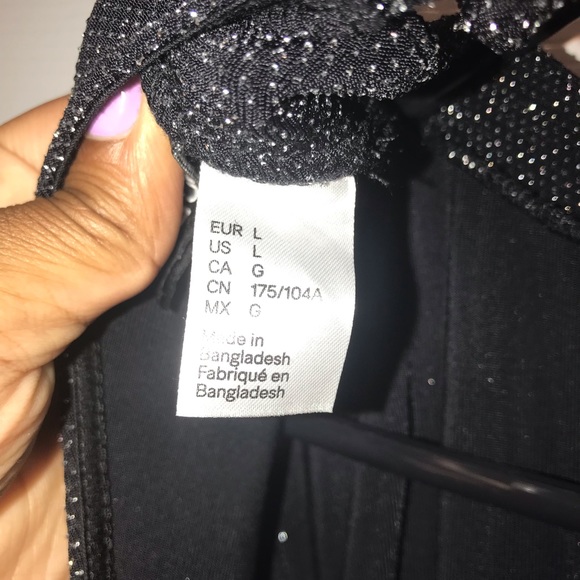 EUR L
US L
CA G
CN 175/104A
MX G
Made in
Bangladesh
Fabriqué en
Bangladesh